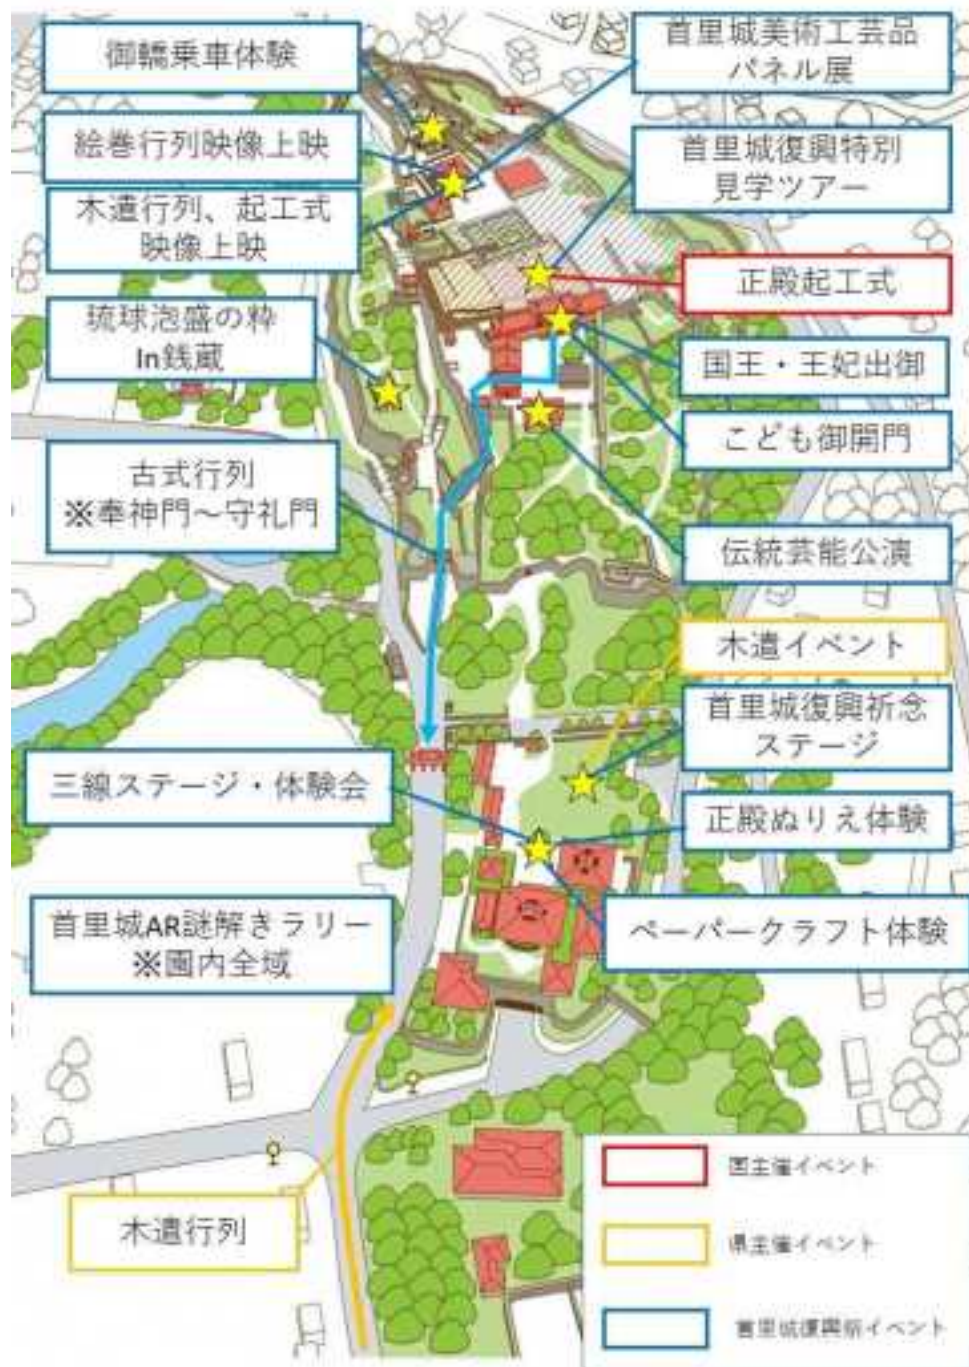 御轎乗車体験
首里城美術工芸品
パネル展
絵巻行列映像上映
首里城復興特別
見学ツアー
木遣行列、起工式
映像上映
正殿起工式
琉球泡盛の粋
In銭蔵
国王・王妃出御
こども御開門
古式行列
※奉神門～守礼門
伝統芸能公演
木遣イベント
首里城復興祈念
ステージ
三線ステージ・体験会
正殿ぬりえ体験
首里城AR謎解きラリー
※園内全域
ペーパークラフト体験
木遣行列
国主催イベント
県主催イベント
首里城復興祭イベント